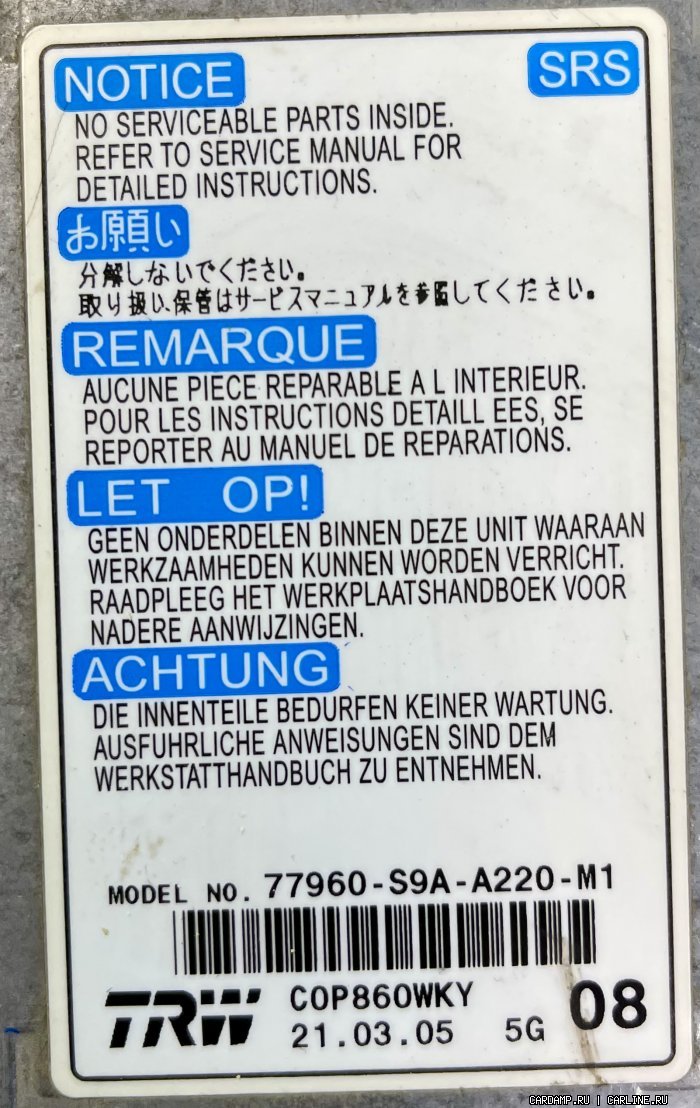 NOTICE
SRS
NO SERVICEABLE PARTS INSIDE.
REFER TO SERVICE MANUAL FOR
DETAILED INSTRUCTIONS.
お願い
分解しないでください。
取り扱い、保管はサービスマニュアルを参照してください。
REMARQUE
AUCUNE PIECE REPARABLE A L INTERIEUR.
POUR LES INSTRUCTIONS DETAILL EES, SE
REPORTER AU MANUEL DE REPARATIONS.
LET OP!
GEEN ONDERDELEN BINNEN DEZE UNIT WAARAAN
WERKZAAMHEDEN KUNNEN WORDEN VERRICHT.
RAADPLEEG HET WERKPLAATSHANDBOEK VOOR
NADERE AANWIJZINGEN.
ACHTUNG
DIE INNENTEILE BEDURFEN KEINER WARTUNG.
AUSFUHRLICHE ANWEISUNGEN SIND DEM
WERKSTATTHANDBUCH ZU ENTNEHMEN.
MODEL NO. 77960-S9A-A220-M1
TRW COP860WKY 08
21.03.05 5G
CARDAMP.RU | CARLINE.RU